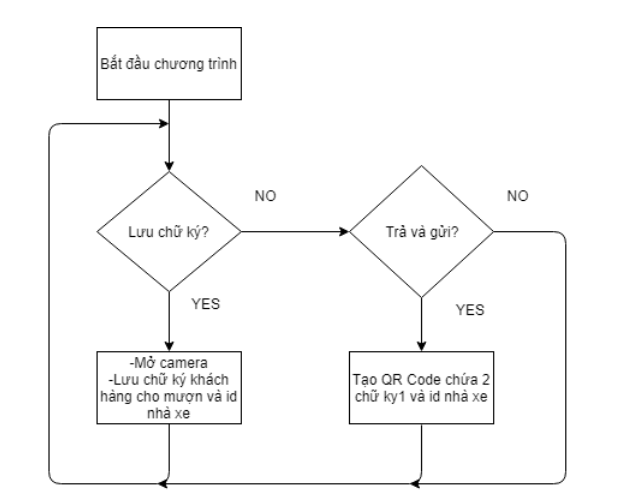 Bắt đầu chương trình
NO
NO
Lưu chữ ký?
Trả và gửi?
YES
YES
-Mở camera
-Lưu chữ ký khách
hàng cho mượn và id
nhà xe
Tạo QR Code chứa 2
chữ ky1 và id nhà xe